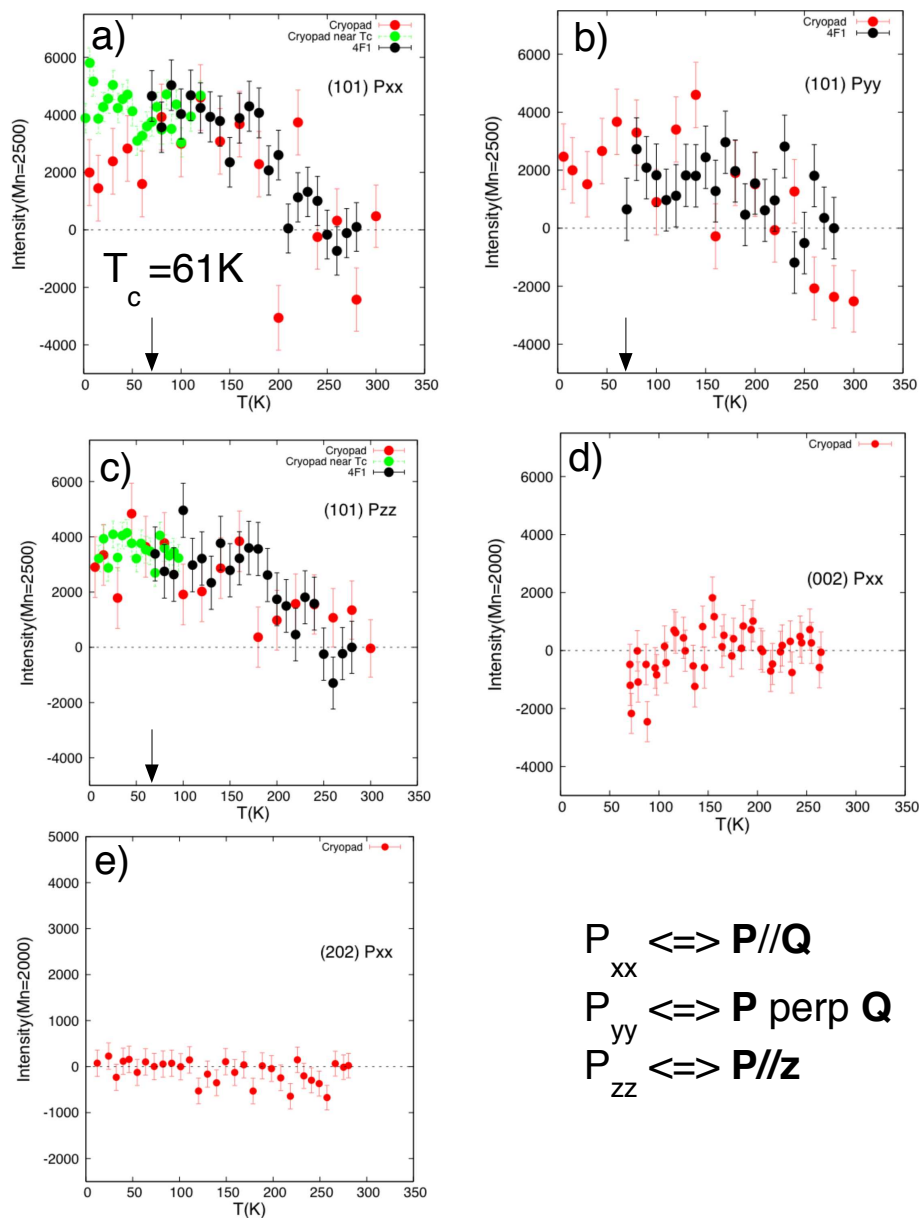 a)
Cryopad
Cryopad near Tc
4F1
(101) Pxx
T_c =61K
Intensity(Mn=2500)
6000
4000
2000
0
-2000
-4000
0 50 100 150 200 250 300 350
T(K)
b)
Cryopad
4F1
(101) Pyy
Intensity(Mn=2500)
6000
4000
2000
0
-2000
-4000
0 50 100 150 200 250 300 350
T(K)
c)
Cryopad
Cryopad near Tc
4F1
(101) Pzz
Intensity(Mn=2500)
6000
4000
2000
0
-2000
-4000
0 50 100 150 200 250 300 350
T(K)
d)
Cryopad
(002) Pxx
Intensity(Mn=2000)
6000
4000
2000
0
-2000
-4000
0 50 100 150 200 250 300 350
T(K)
e)
Cryopad
(202) Pxx
Intensity(Mn=2000)
5000
4000
3000
2000
1000
0
-1000
-2000
0 50 100 150 200 250 300 350
T(K)
P_xx <=> P//Q
P_yy <=> P perp Q
P_zz <=> P//z